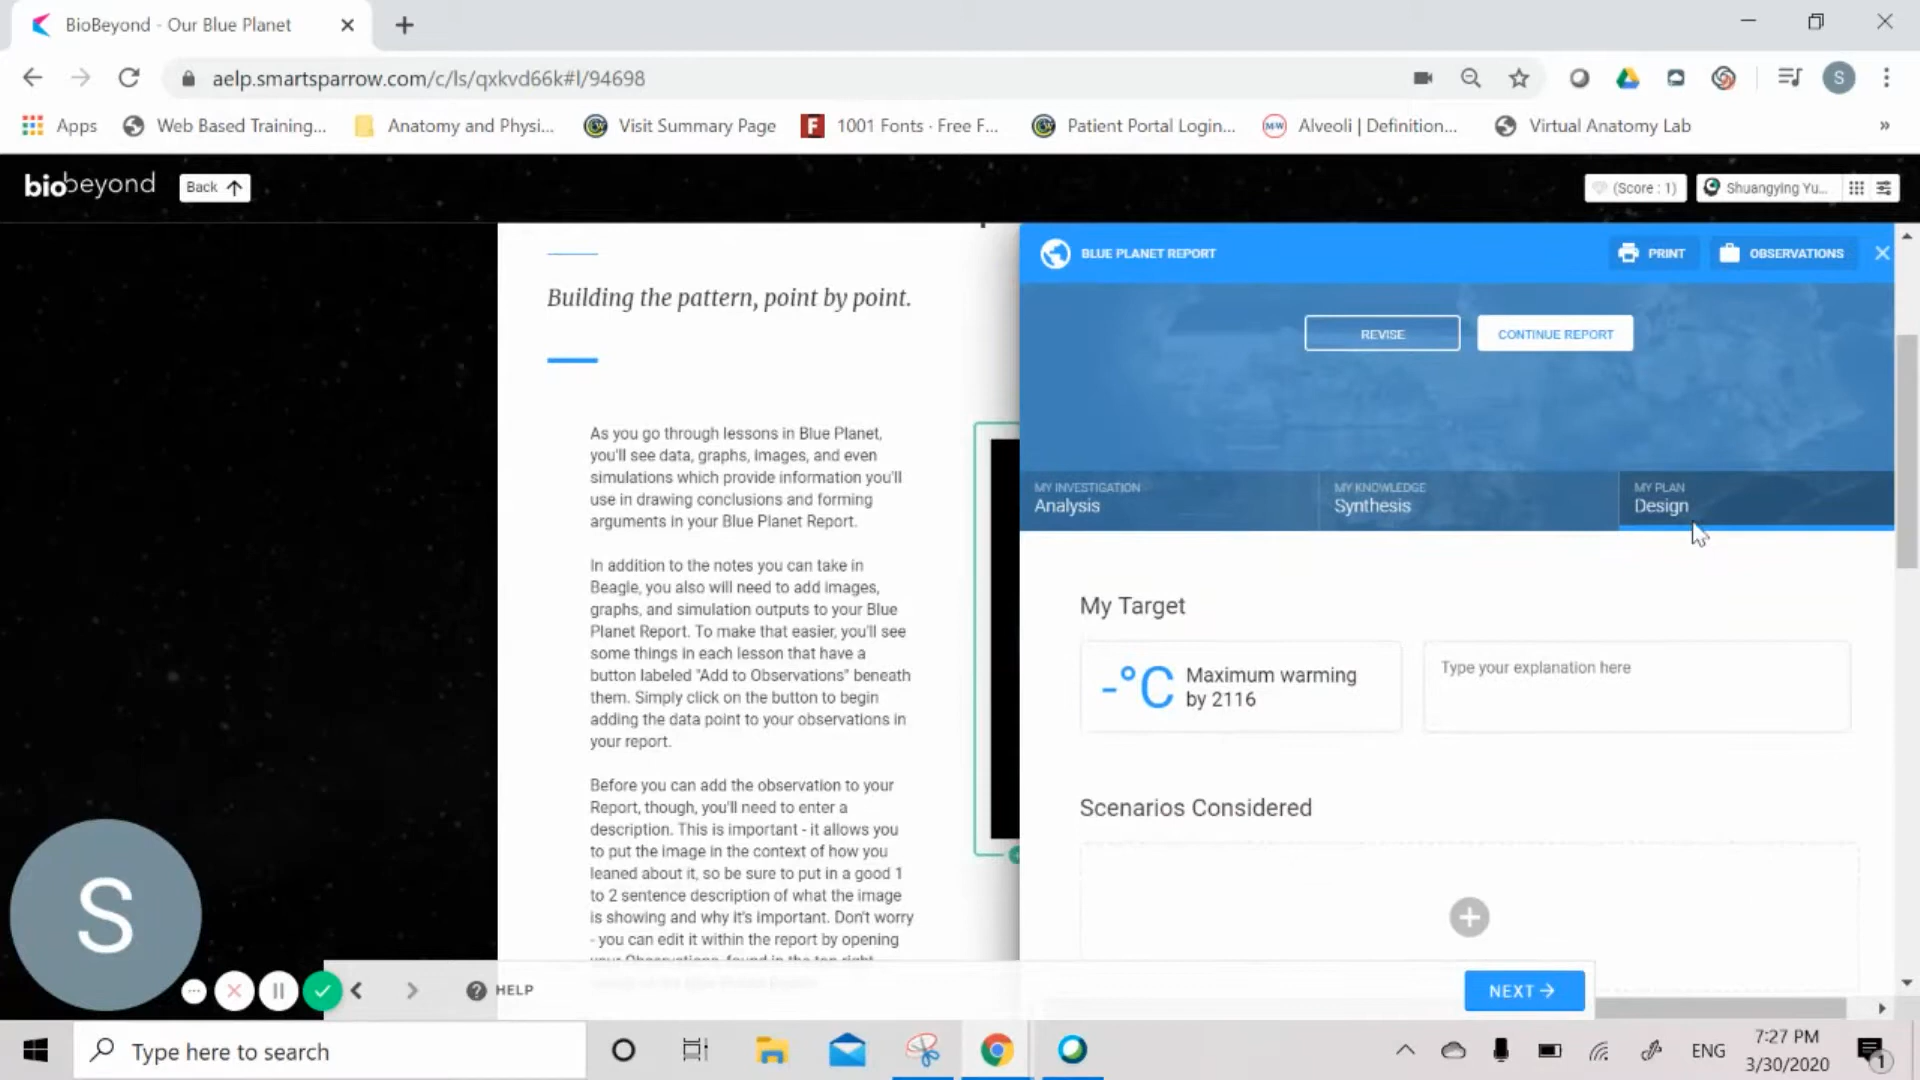 BioBeyond - Our Blue Planet
aelp.smartsparrow.com/c/ls/qxkvd66k#l/94698
S
Apps
Web Based Training...
Anatomy and Physi...
Visit Summary Page
1001 Fonts · Free F...
Patient Portal Login...
Alveoli | Definition...
Virtual Anatomy Lab
»
biobeyond
Back
(Score : 1)
Shuangying Yu...
BLUE PLANET REPORT
PRINT
OBSERVATIONS
Building the pattern, point by point.
REVISE
CONTINUE REPORT
MY INVESTIGATION
Analysis
MY KNOWLEDGE
Synthesis
MY PLAN
Design
As you go through lessons in Blue Planet,
you'll see data, graphs, images, and even
simulations which provide information you'll
use in drawing conclusions and forming
arguments in your Blue Planet Report.
In addition to the notes you can take in
Beagle, you also will need to add images,
graphs, and simulation outputs to your Blue
Planet Report. To make that easier, you'll see
some things in each lesson that have a
button labeled "Add to Observations" beneath
them. Simply click on the button to begin
adding the data point to your observations in
your report.
Before you can add the observation to your
Report, though, you'll need to enter a
description. This is important - it allows you
to put the image in the context of how you
leaned about it, so be sure to put in a good 1
to 2 sentence description of what the image
is showing and why it's important. Don't worry
- you can edit it within the report by opening
your Observations, found in the top right
My Target
-°C
Maximum warming
by 2116
Type your explanation here
Scenarios Considered
S
HELP
NEXT
Type here to search
ENG
7:27 PM
3/30/2020
1